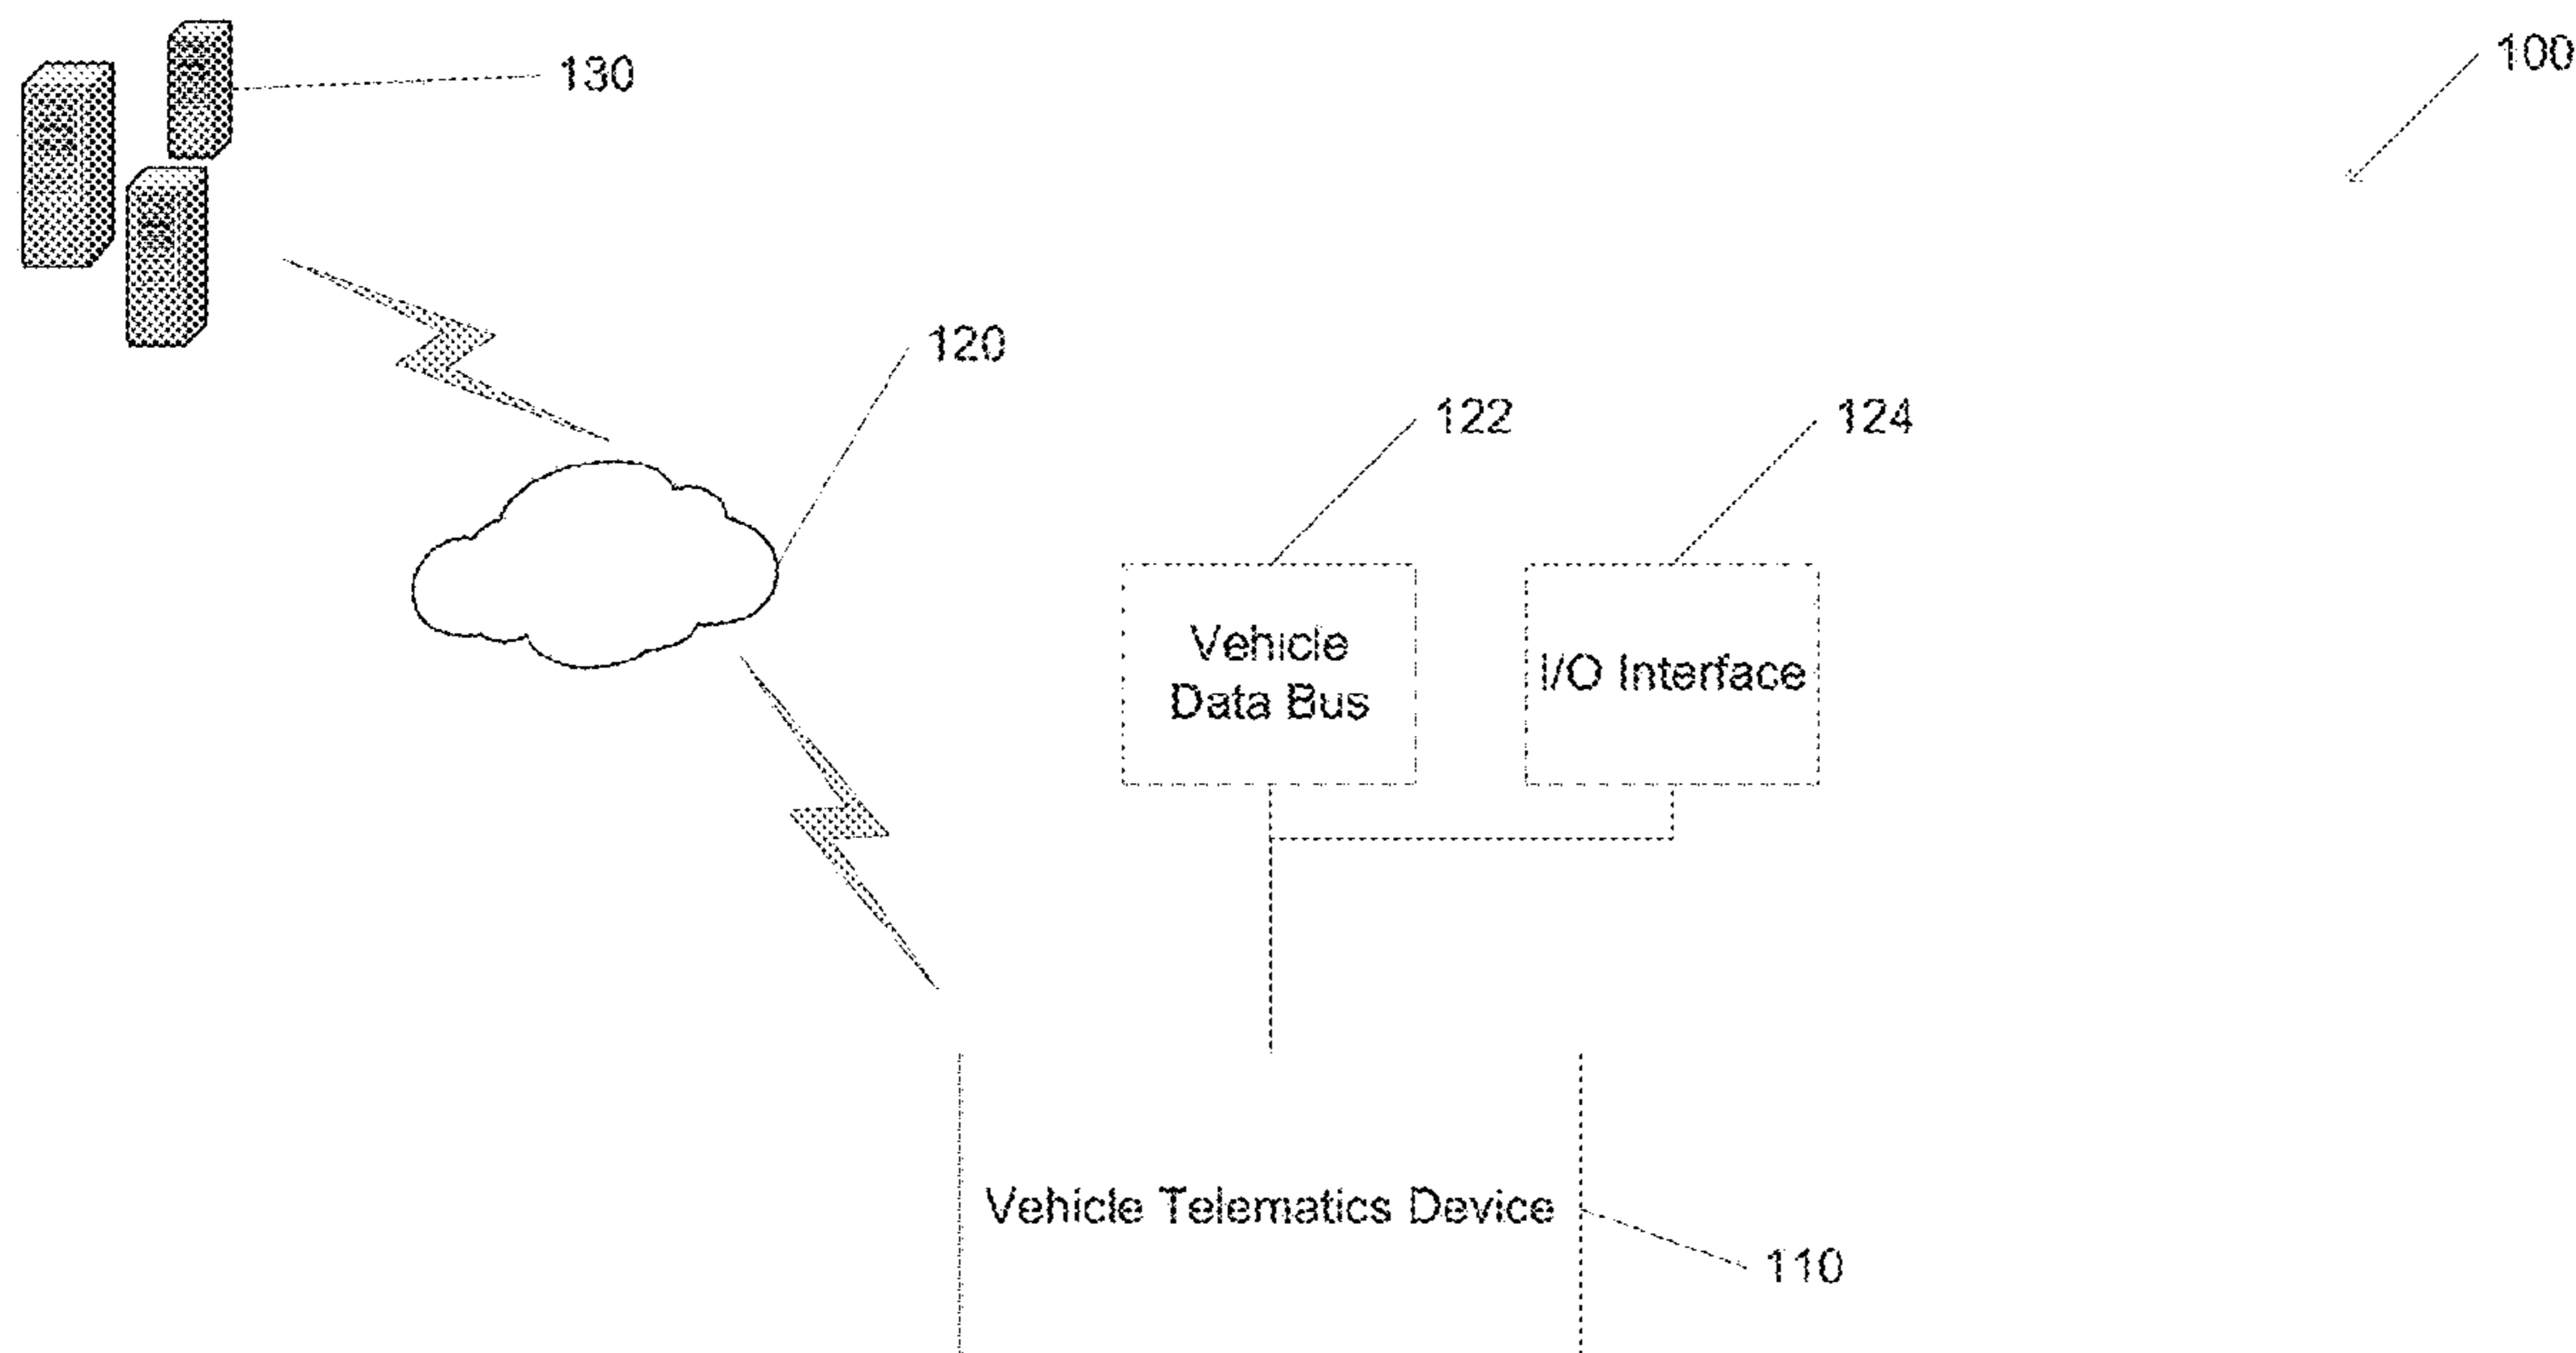 130
100
120
122
124
Vehicle
Data Bus
I/O Interface
Vehicle Telematics Device
110